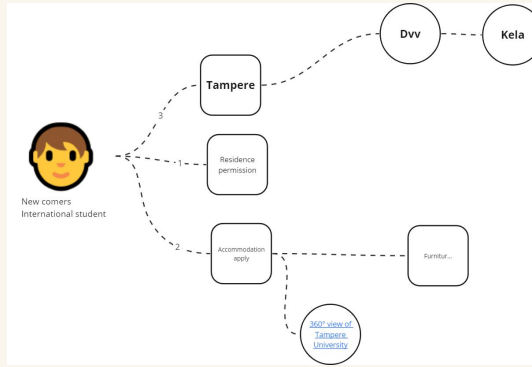 Dvv
Kela
Tampere
3
Residence
permission
1
New comers
International student
2
Accommodation
apply
Furnitur...
360° view of
Tampere
University